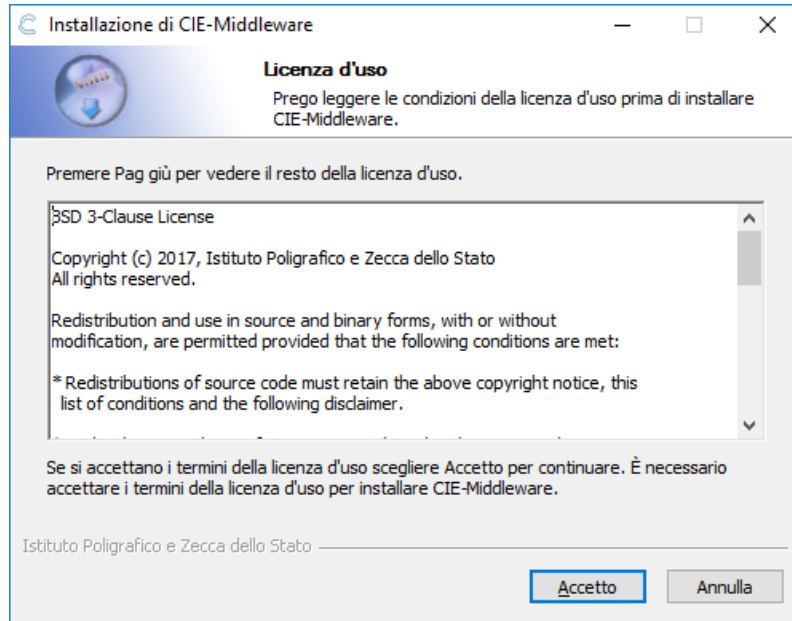 Installazione di CIE-Middleware
Licenza d'uso
Prego leggere le condizioni della licenza d'uso prima di installare
CIE-Middleware.
Premere Pag giù per vedere il resto della licenza d'uso.
BSD 3-Clause License
Copyright (c) 2017, Istituto Poligrafico e Zecca dello Stato
All rights reserved.
Redistribution and use in source and binary forms, with or without
modification, are permitted provided that the following conditions are met:
* Redistributions of source code must retain the above copyright notice, this
list of conditions and the following disclaimer.
Se si accettano i termini della licenza d'uso scegliere Accetto per continuare. È necessario
accettare i termini della licenza d'uso per installare CIE-Middleware.
Istituto Poligrafico e Zecca dello Stato
Accetto
Annulla